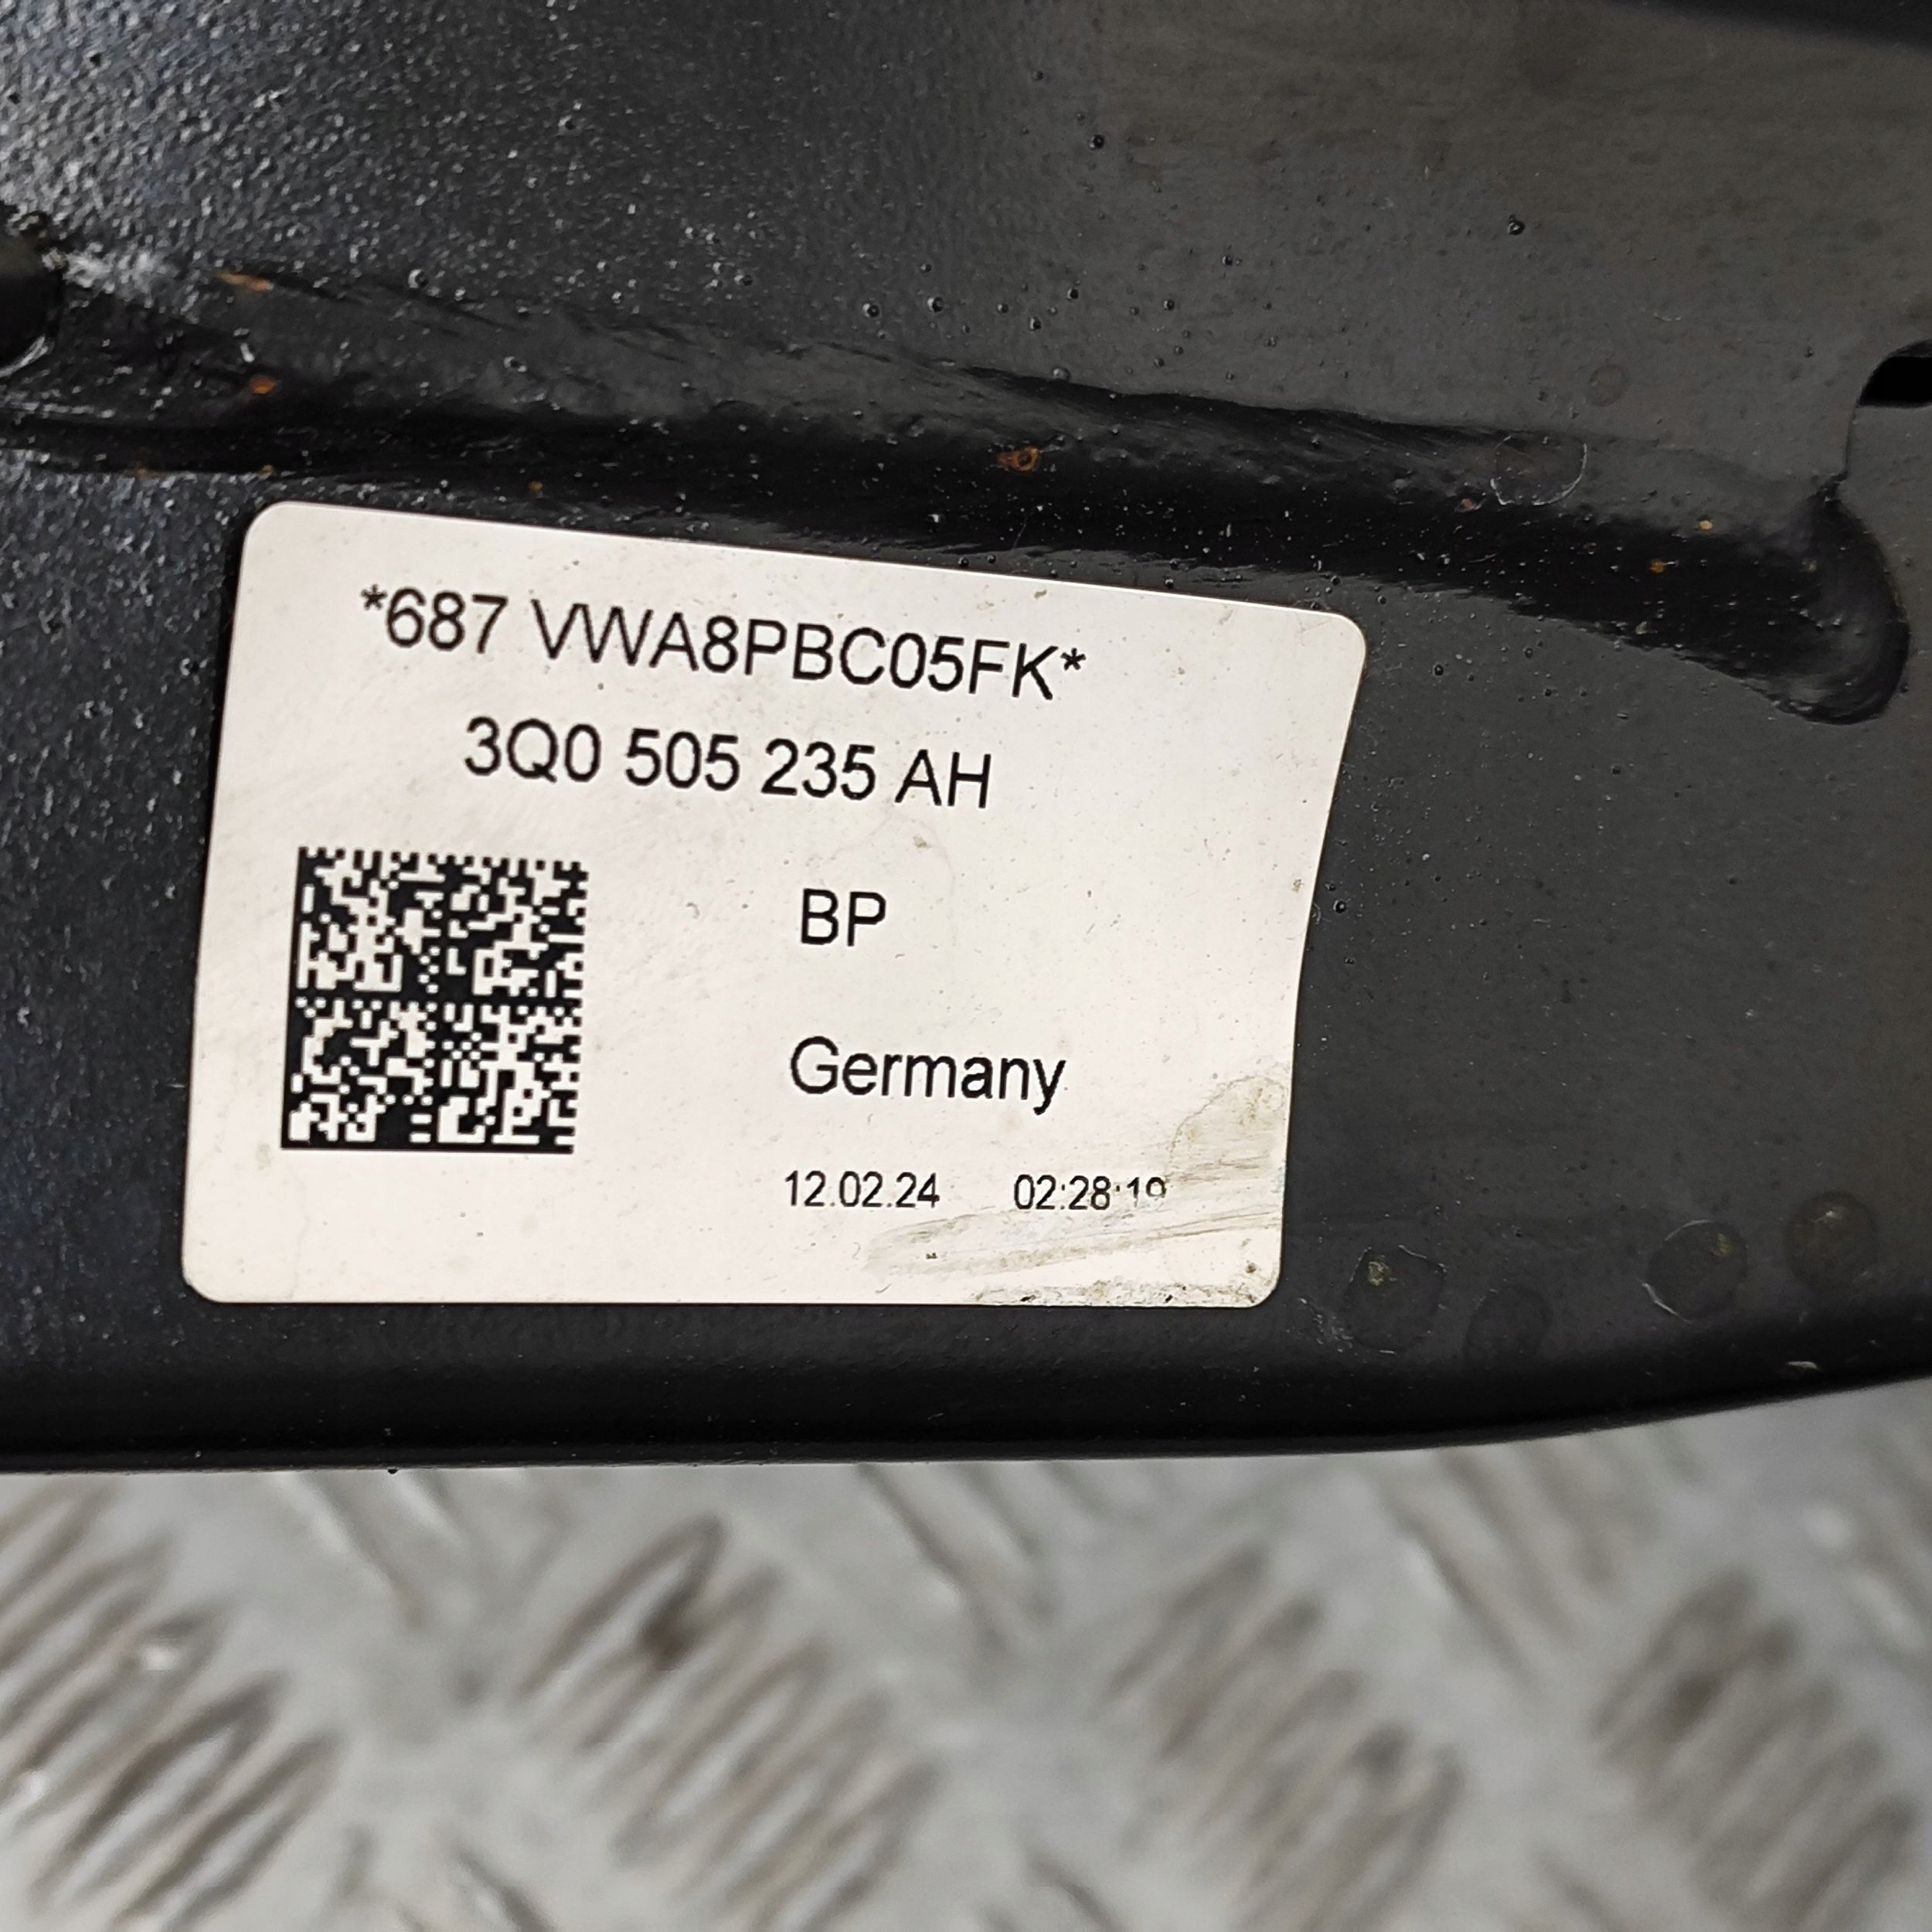 *687 VWA8PBC05FK*
3Q0 505 235 AH
BP
Germany
12.02.24 02:28:19